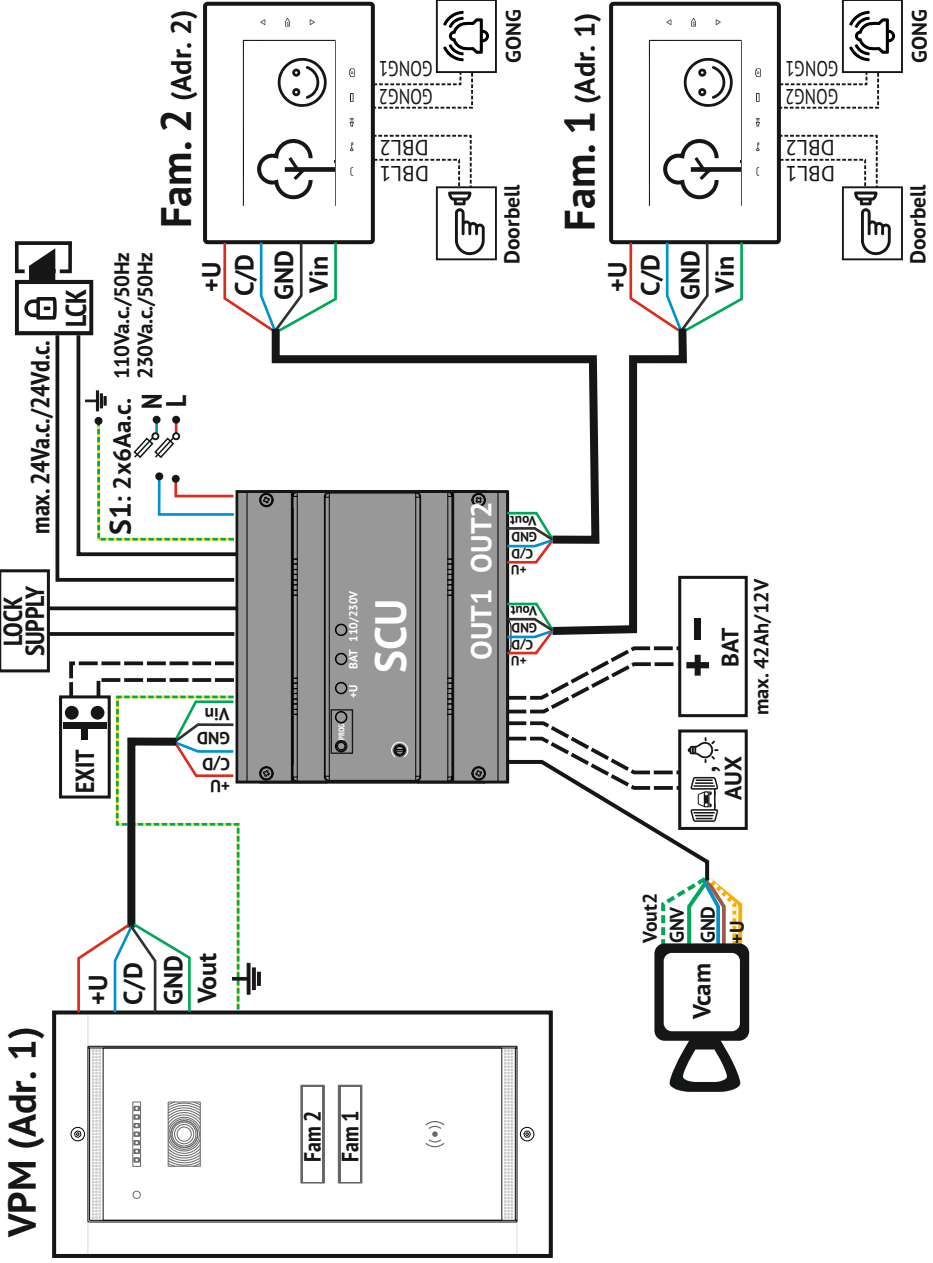 VPM (Adr. 1)
Fam 2
Fam 1
+U
C/D
GND
Vout
EXIT
LOCK
SUPPLY
LCK
max. 24Va.c./24Vd.c.
S1: 2x6Aa.c.
110Va.c./50Hz
230Va.c./50Hz
N
L
+U
C/D
GND
Vin
PROG
+U
BAT
110/230V
SCU
OUT1
OUT2
+U
C/D
GND
Vout
+U
C/D
GND
Vout
Fam. 2 (Adr. 2)
+U
C/D
GND
Vin
DBL1
DBL2
GONG2
GONG1
Doorbell
GONG
Fam. 1 (Adr. 1)
+U
C/D
GND
Vin
DBL1
DBL2
GONG2
GONG1
Doorbell
GONG
Vcam
Vout2
GNV
GND
+U
AUX
+ -
BAT
max. 42Ah/12V